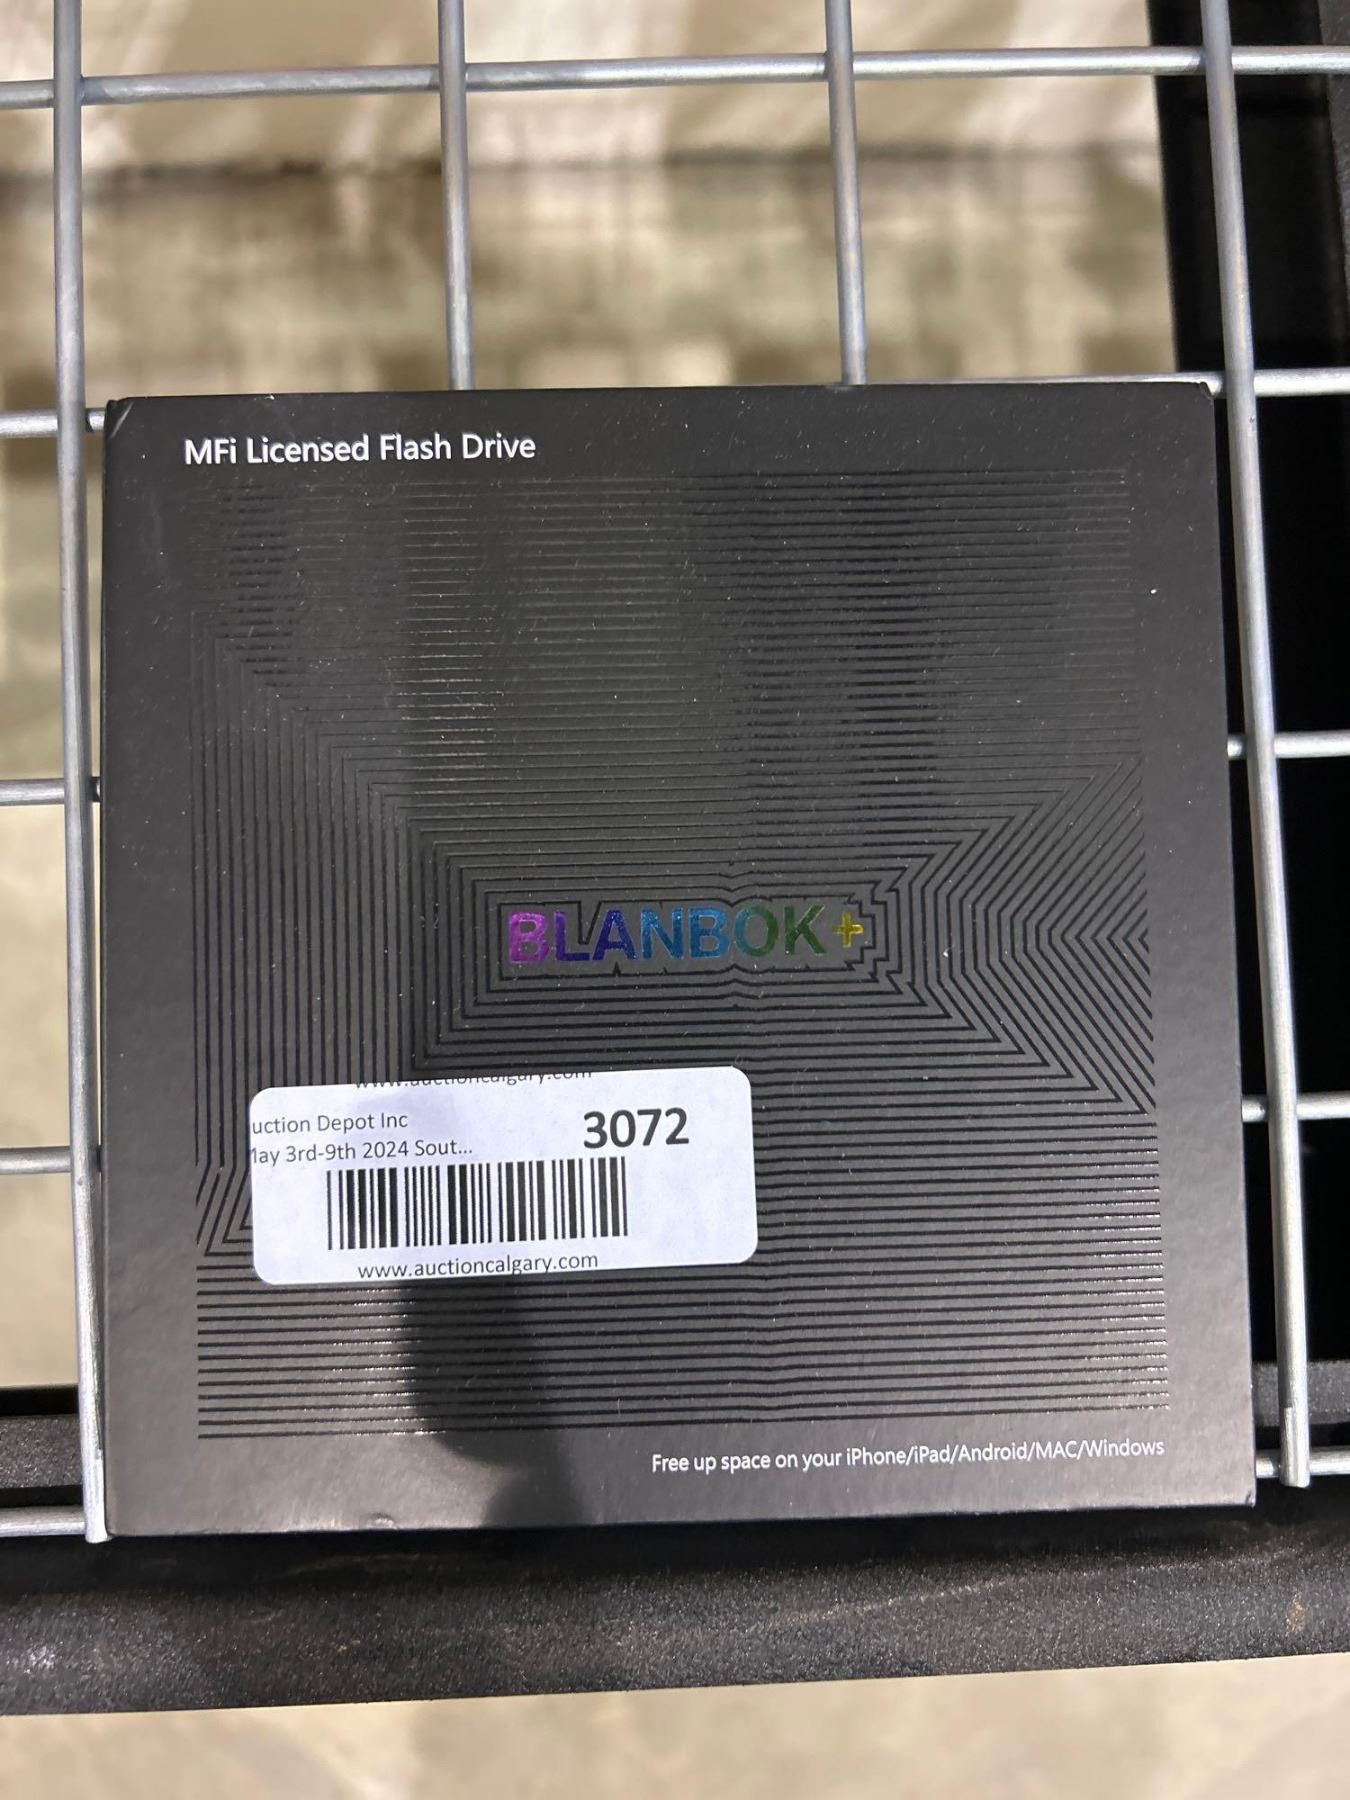 MFi Licensed Flash Drive
BLANBOK+
www.auctioncalgary.com
uction Depot Inc
3072
May 3rd-9th 2024 Sout...
www.auctioncalgary.com
Free up space on your iPhone/iPad/Android/MAC/Windows